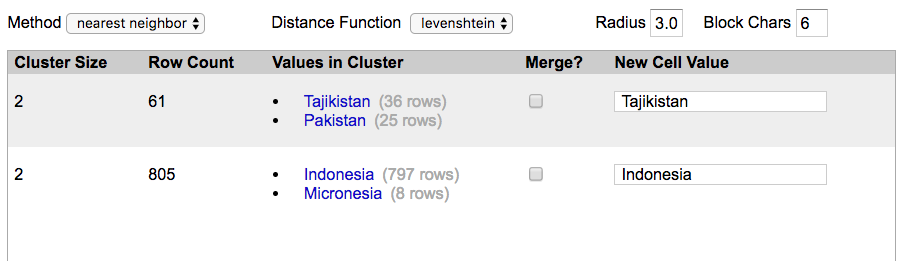 Method nearest neighbor Distance Function levenshtein Radius 3.0 Block Chars 6
Cluster Size Row Count Values in Cluster Merge? New Cell Value
2 61 • Tajikistan (36 rows) Tajikistan
• Pakistan (25 rows)
2 805 • Indonesia (797 rows) Indonesia
• Micronesia (8 rows)